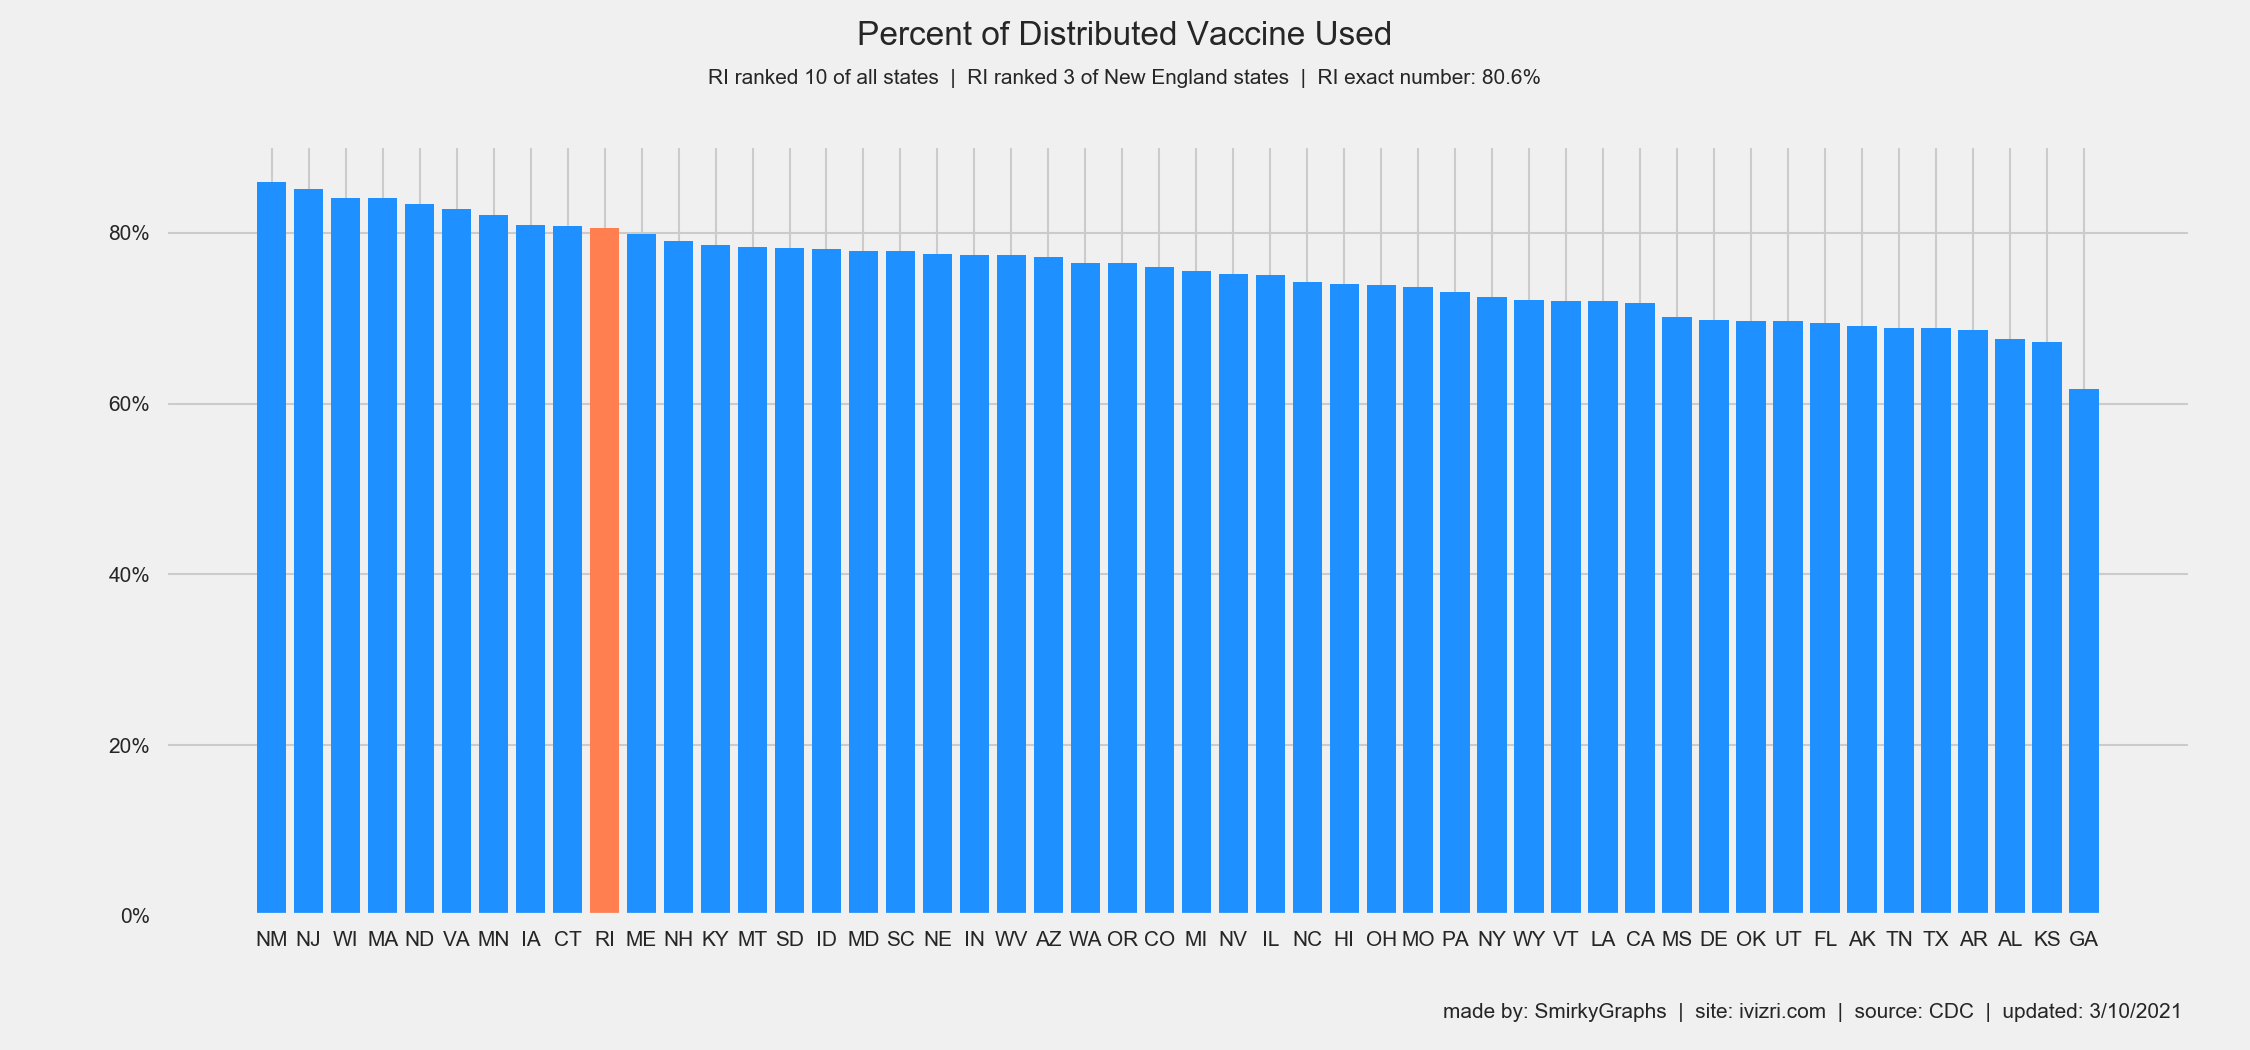 Percent of Distributed Vaccine Used
RI ranked 10 of all states | RI ranked 3 of New England states | RI exact number: 80.6%
80%
60%
40%
20%
0%
NM NJ WI MA ND VA MN IA CT RI ME NH KY MT SD ID MD SC NE IN WV AZ WA OR CO MI NV IL NC HI OH MO PA NY WY VT LA CA MS DE OK UT FL AK TN TX AR AL KS GA
made by: SmirkyGraphs | site: ivizri.com | source: CDC | updated: 3/10/2021